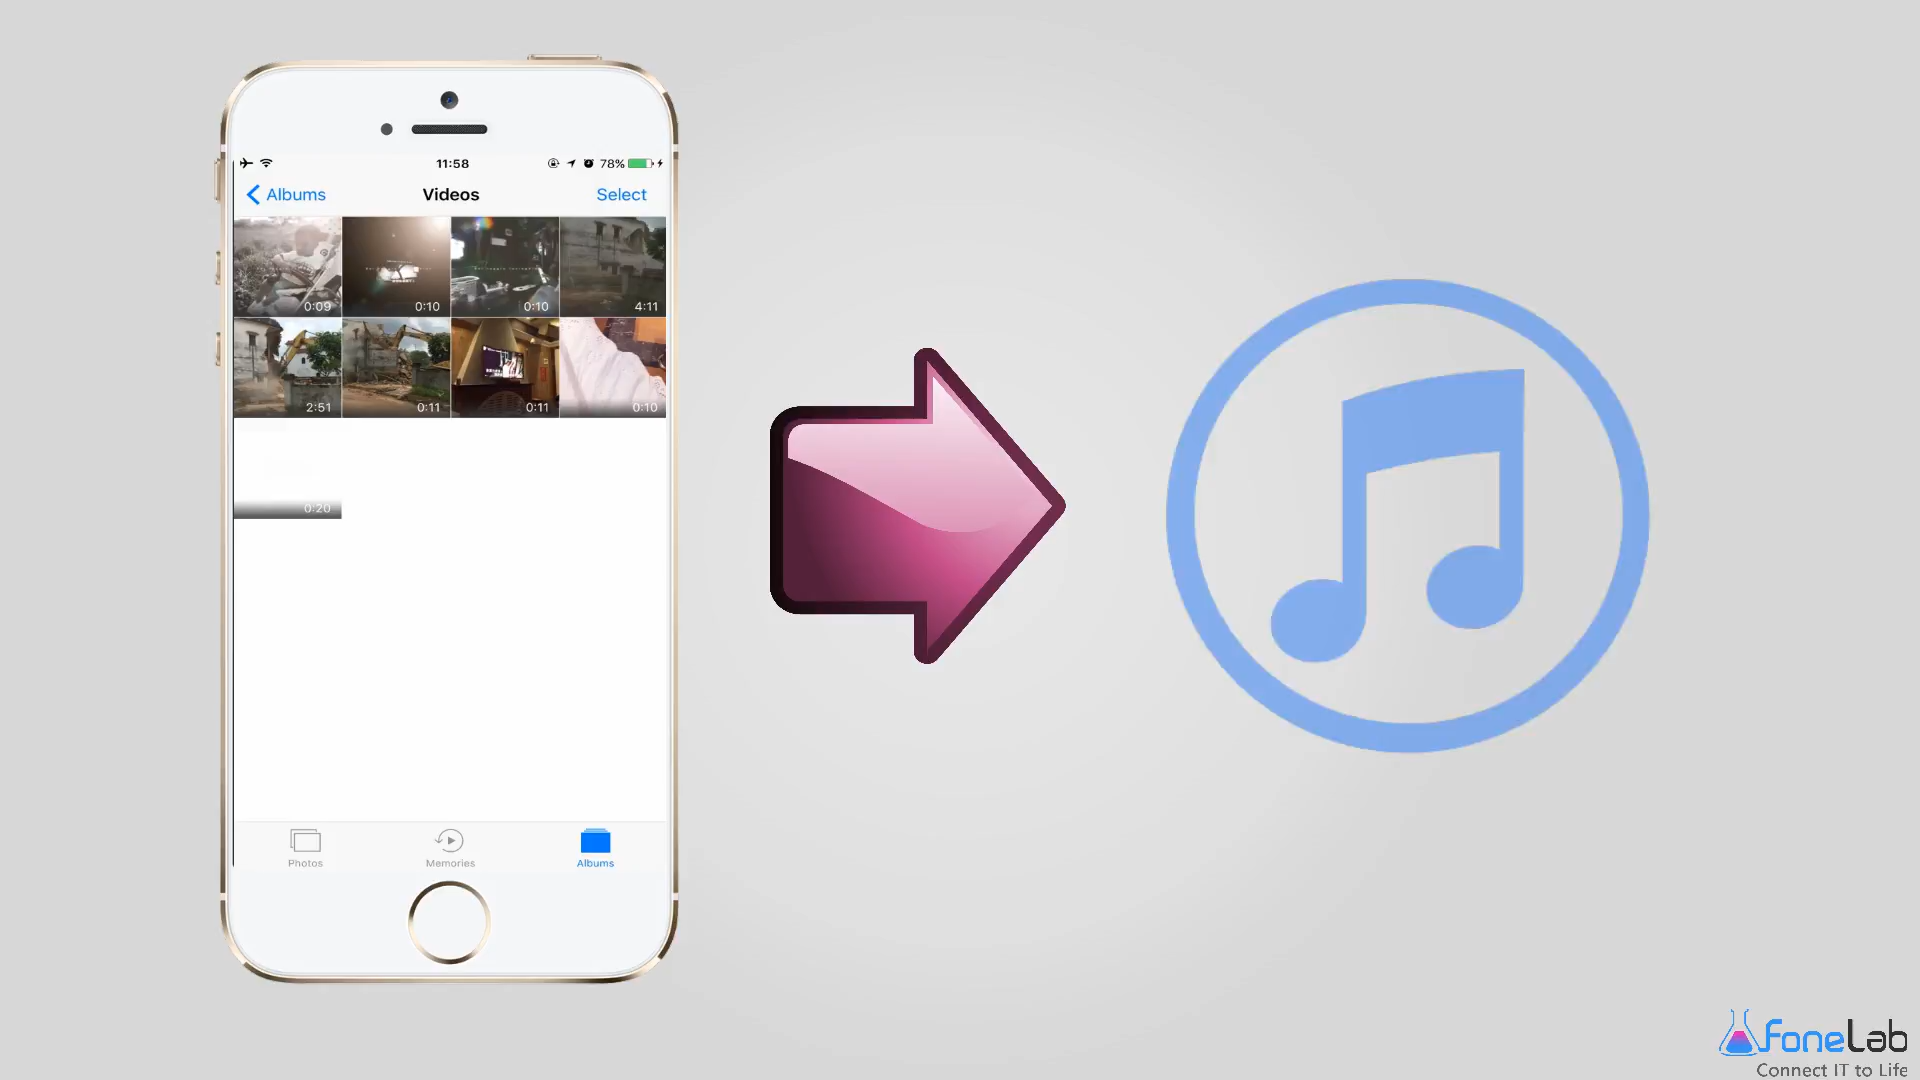 11:58
78%
Albums
Videos
Select
0:09
0:10
0:10
4:11
2:51
0:11
0:11
0:10
0:20
Photos
Memories
Albums
FoneLab
Connect IT to Life